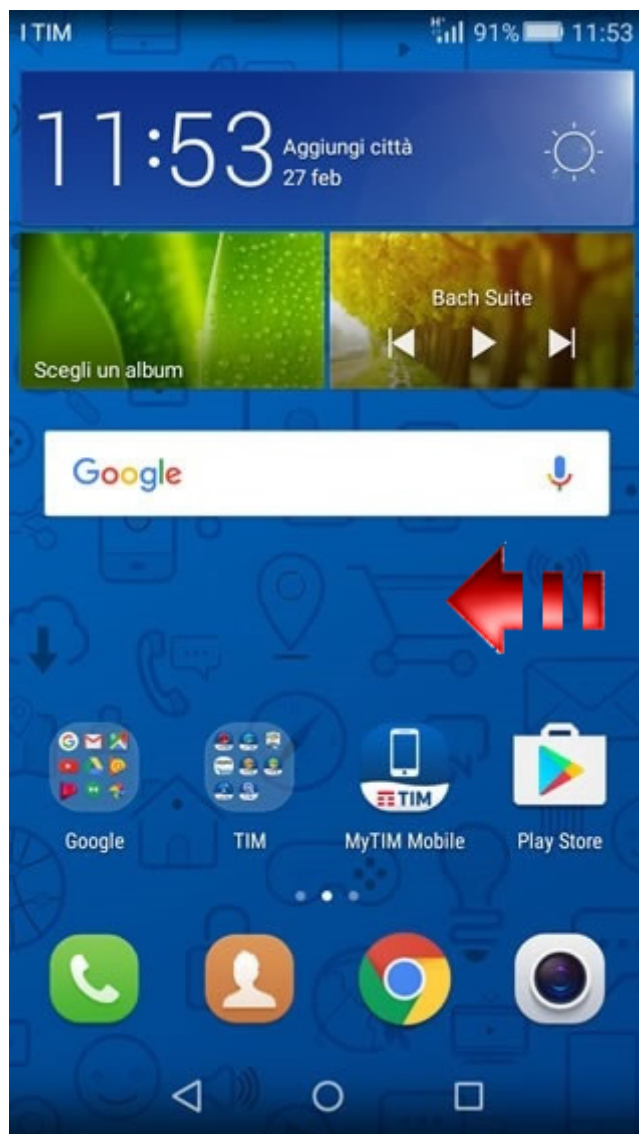 I TIM
H+ 91% 11:53
11:53
Aggiungi città
27 feb
Scegli un album
Bach Suite
Google
TIM
Google
TIM
MyTIM Mobile
Play Store